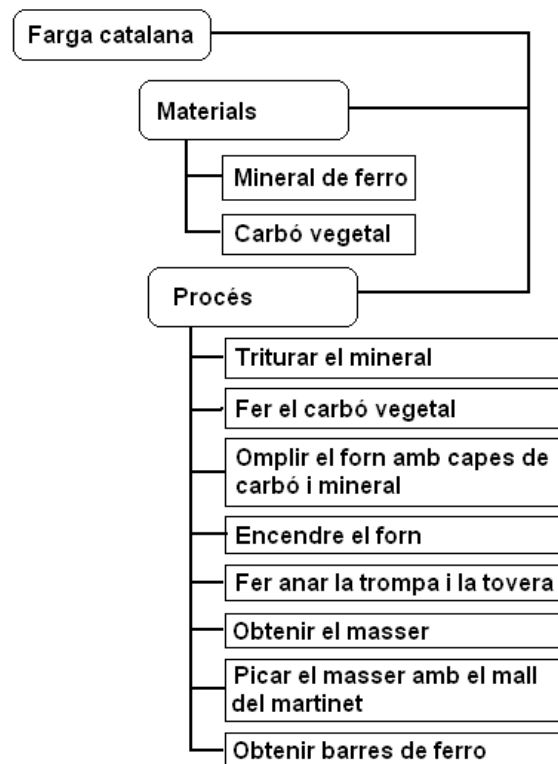 Farga catalana
Materials
Mineral de ferro
Carbó vegetal
Procés
Triturar el mineral
Fer el carbó vegetal
Omplir el forn amb capes de
carbó i mineral
Encendre el forn
Fer anar la trompa i la tovera
Obtenir el masser
Picar el masser amb el mall
del martinet
Obtenir barres de ferro